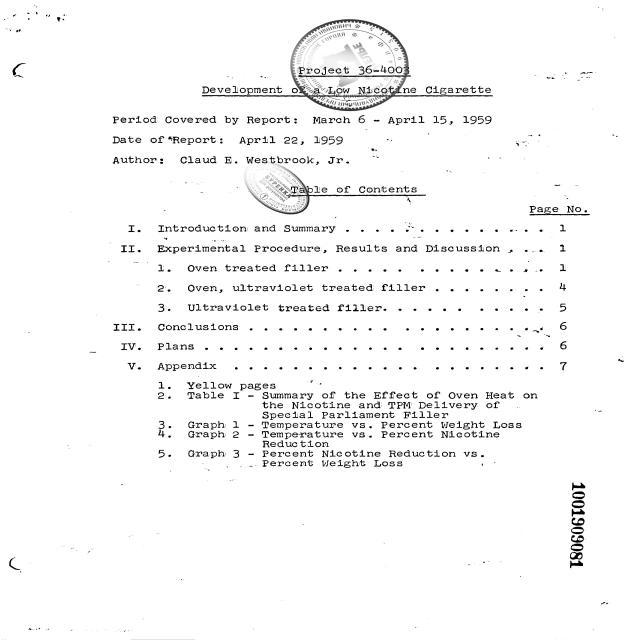 Project 36-4003
Development of a Low Nicotine Cigarette
Period Covered by Report: March 6 - April 15, 1959
Date of Report: April 22, 1959
Author: Claud E. Westbrook, Jr.
Table of Contents
Page No.
I. Introduction and Summary . . . . . . . . . . . . . . 1
II. Experimental Procedure, Results and Discussion . . . 1
1. Oven treated filler . . . . . . . . . . . . . . 1
2. Oven, ultraviolet treated filler . . . . . . . . 4
3. Ultraviolet treated filler. . . . . . . . . . . 5
III. Conclusions . . . . . . . . . . . . . . . . . . . . 6
IV. Plans . . . . . . . . . . . . . . . . . . . . . . . 6
V. Appendix . . . . . . . . . . . . . . . . . . . . . 7
1. Yellow pages
2. Table I - Summary of the Effect of Oven Heat on
the Nicotine and TPM Delivery of
Special Parliament Filler
3. Graph 1 - Temperature vs. Percent Weight Loss
4. Graph 2 - Temperature vs. Percent Nicotine
Reduction
5. Graph 3 - Percent Nicotine Reduction vs.
Percent Weight Loss
1001909081